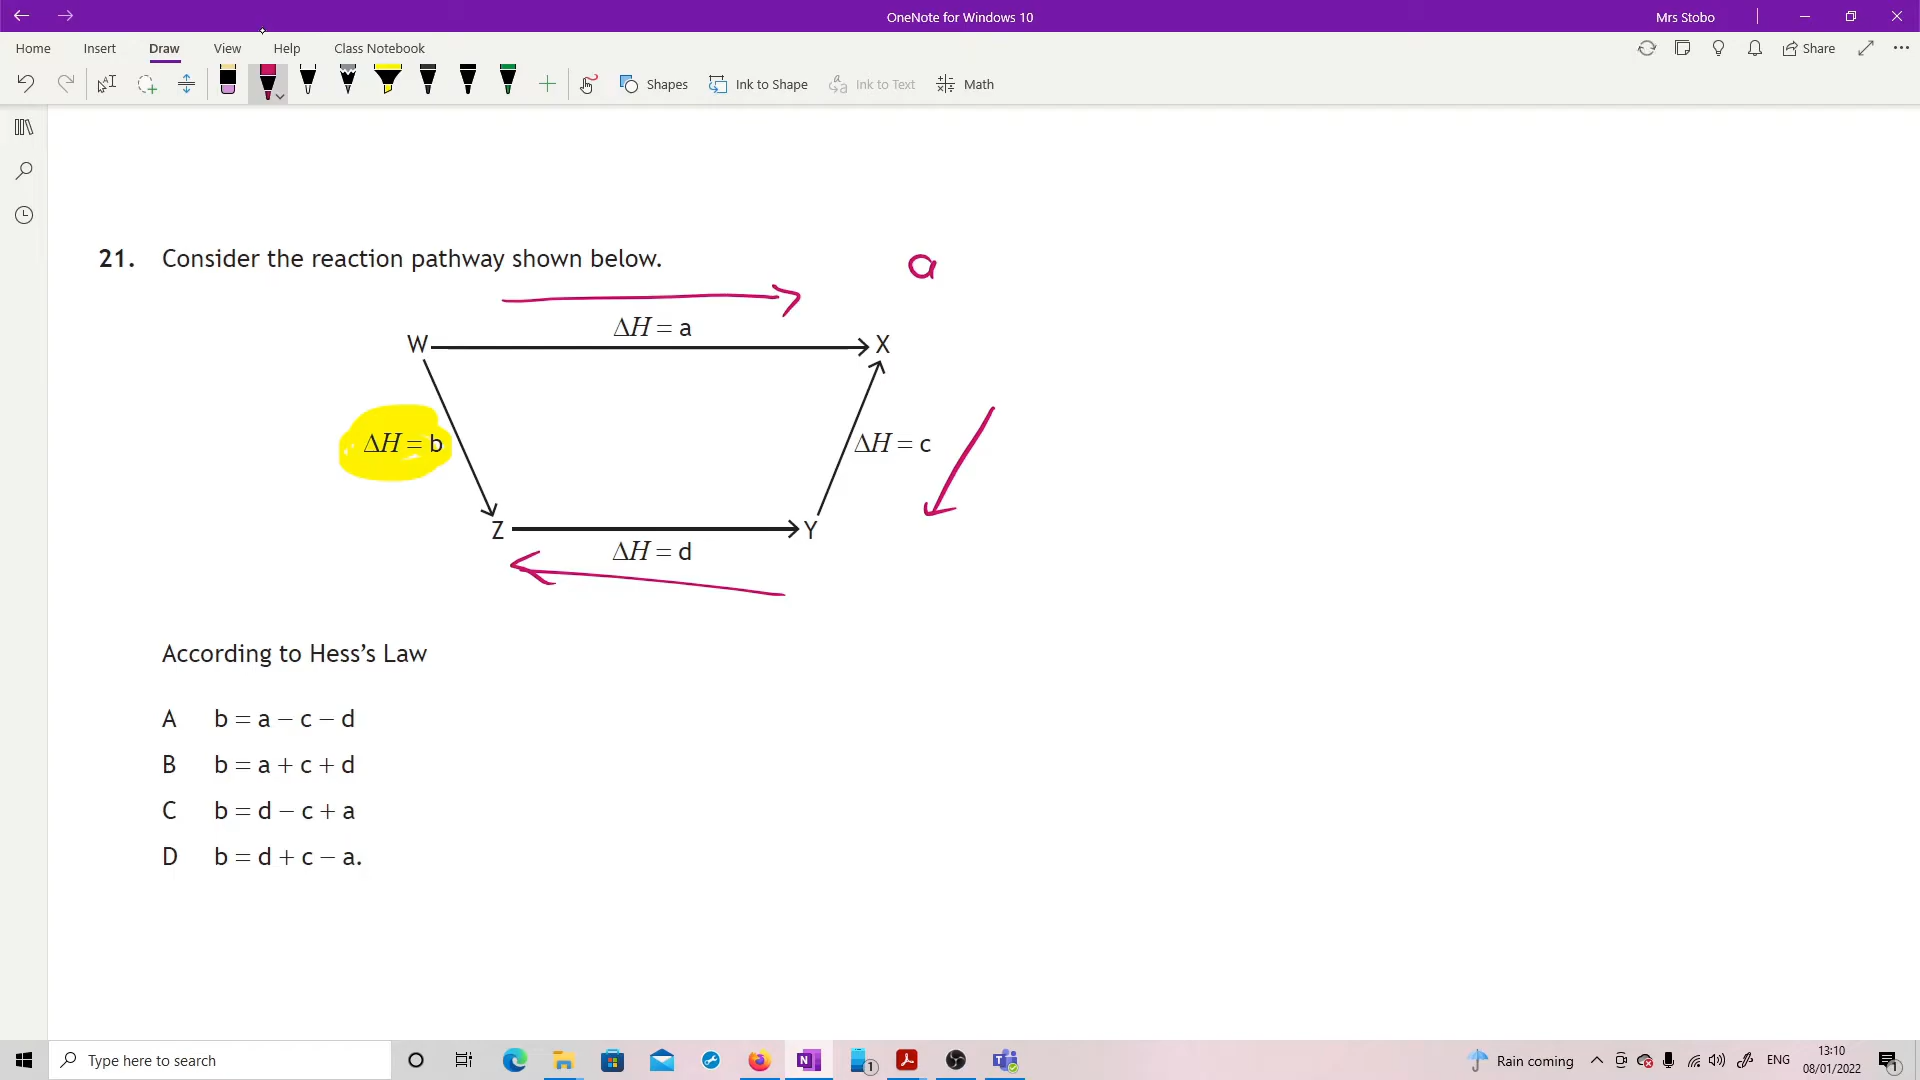 OneNote for Windows 10
Mrs Stobo
Home Insert Draw View Help Class Notebook
Share
Shapes Ink to Shape Ink to Text Math
21. Consider the reaction pathway shown below.
a
ΔH = a
W X
ΔH = b ΔH = c
Z Y
ΔH = d
According to Hess’s Law
A b = a – c – d
B b = a + c + d
C b = d – c + a
D b = d + c – a.
Type here to search
Rain coming
ENG
13:10
08/01/2022
1
1